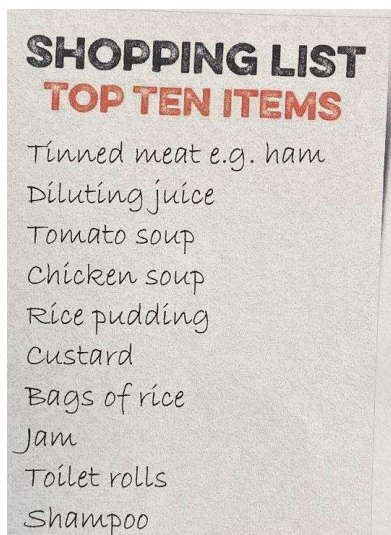 SHOPPING LIST
TOP TEN ITEMS
Tinned meat e.g. ham
Diluting juice
Tomato soup
Chicken soup
Rice pudding
Custard
Bags of rice
Jam
Toilet rolls
Shampoo